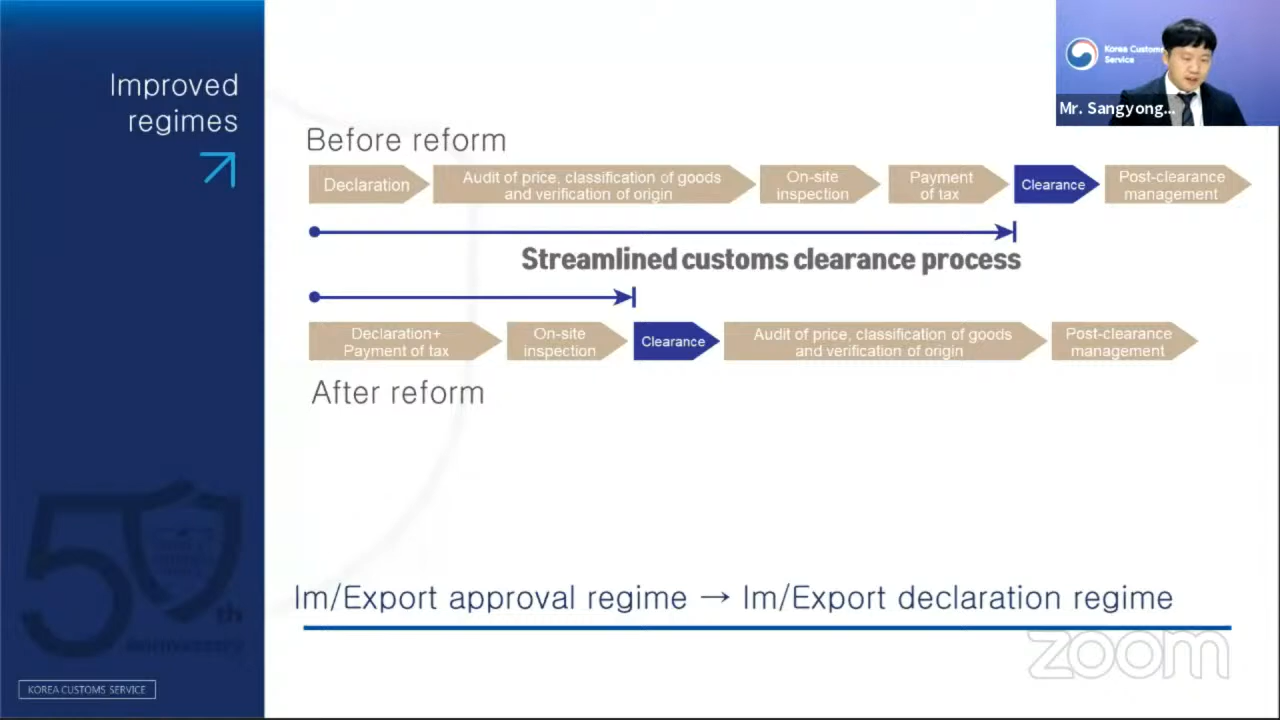 Improved
regimes
Korea Customs
Service
Mr. Sangyong...
Before reform
Declaration
Audit of price, classification of goods
and verification of origin
On-site
inspection
Payment
of tax
Clearance
Post-clearance
management
Streamlined customs clearance process
Declaration+
Payment of tax
On-site
inspection
Clearance
Audit of price, classification of goods
and verification of origin
Post-clearance
management
After reform
50th
anniversary
Im/Export approval regime → Im/Export declaration regime
zoom
KOREA CUSTOMS SERVICE